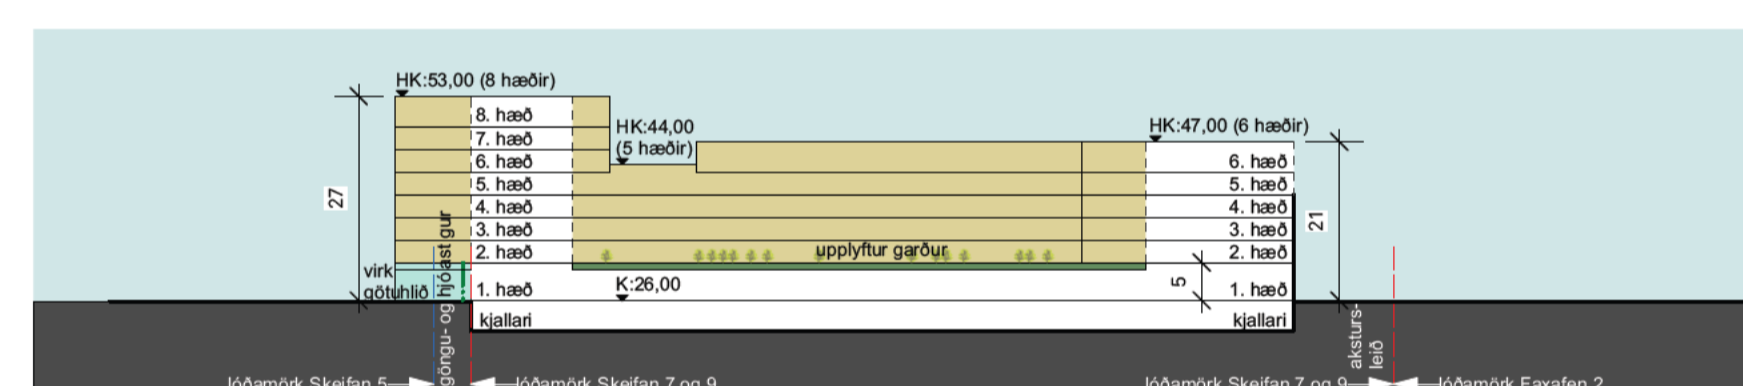 HK:53,00 (8 hæðir)
8. hæð
7. hæð
6. hæð
5. hæð
4. hæð
3. hæð
2. hæð
1. hæð
kjallari
HK:44,00
(5 hæðir)
HK:47,00 (6 hæðir)
6. hæð
5. hæð
4. hæð
3. hæð
2. hæð
1. hæð
kjallari
27
21
5
upplyftur garður
K:26,00
virk
götuhlið
göngu- og hjóastgur
aksturs-
leið
lóðamörk Skeifan 5
lóðamörk Skeifan 7 og 9
lóðamörk Skeifan 7 og 9
lóðamörk Faxafen 2